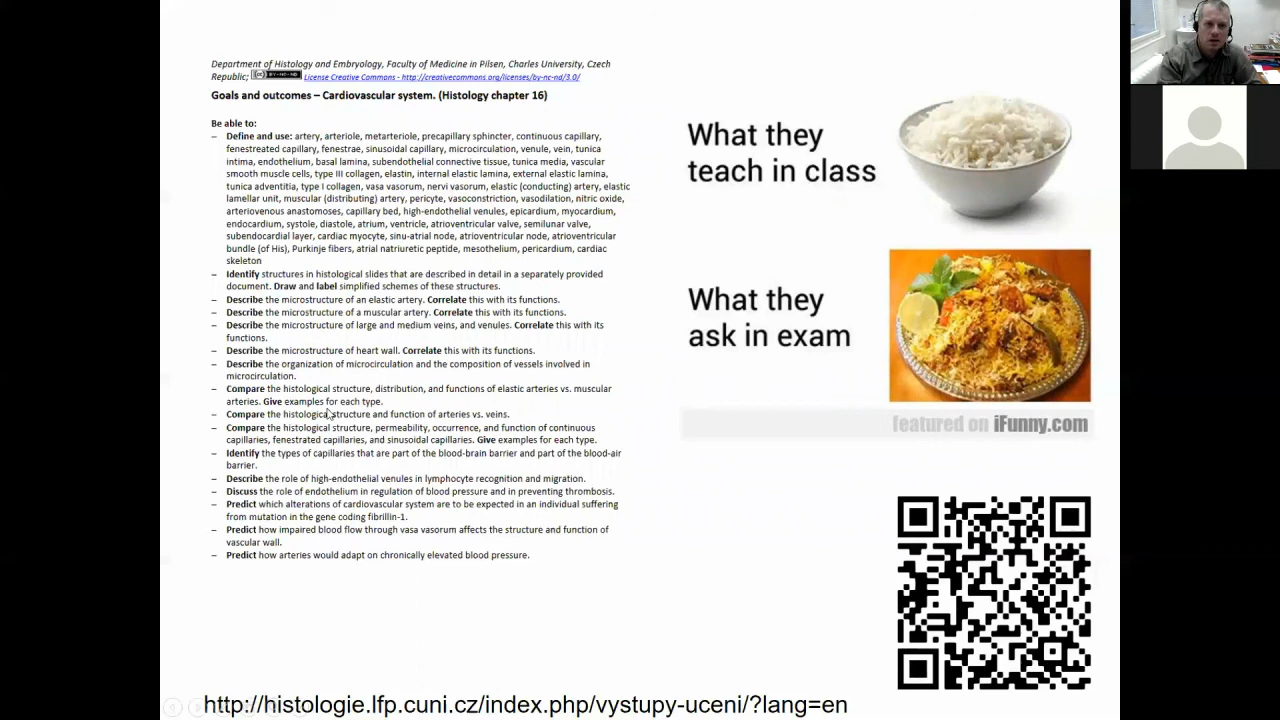 Department of Histology and Embryology, Faculty of Medicine in Pilsen, Charles University, Czech
Republic; License Creative Commons - http://creativecommons.org/licenses/by-nc-nd/3.0/
Goals and outcomes – Cardiovascular system. (Histology chapter 16)
Be able to:
– Define and use: artery, arteriole, metarteriole, precapillary sphincter, continuous capillary,
fenestreated capillary, fenestrae, sinusoidal capillary, microcirculation, venule, vein, tunica
intima, endothelium, basal lamina, subendothelial connective tissue, tunica media, vascular
smooth muscle cells, type III collagen, elastin, internal elastic lamina, external elastic lamina,
tunica adventitia, type I collagen, vasa vasorum, nervi vasorum, elastic (conducting) artery, elastic
lamellar unit, muscular (distributing) artery, pericyte, vasoconstriction, vasodilation, nitric oxide,
arteriovenous anastomoses, capillary bed, high-endothelial venules, epicardium, myocardium,
endocardium, systole, diastole, atrium, ventricle, atrioventricular valve, semilunar valve,
subendocardial layer, cardiac myocyte, sinu-atrial node, atrioventricular node, atrioventricular
bundle (of His), Purkinje fibers, atrial natriuretic peptide, mesothelium, pericardium, cardiac
skeleton
– Identify structures in histological slides that are described in detail in a separately provided
document. Draw and label simplified schemes of these structures.
– Describe the microstructure of an elastic artery. Correlate this with its functions.
– Describe the microstructure of a muscular artery. Correlate this with its functions.
– Describe the microstructure of large and medium veins, and venules. Correlate this with its
functions.
– Describe the microstructure of heart wall. Correlate this with its functions.
– Describe the organization of microcirculation and the composition of vessels involved in
microcirculation.
– Compare the histological structure, distribution, and functions of elastic arteries vs. muscular
arteries. Give examples for each type.
– Compare the histological structure and function of arteries vs. veins.
– Compare the histological structure, permeability, occurrence, and function of continuous
capillaries, fenestrated capillaries, and sinusoidal capillaries. Give examples for each type.
– Identify the types of capillaries that are part of the blood-brain barrier and part of the blood-air
barrier.
– Describe the role of high-endothelial venules in lymphocyte recognition and migration.
– Discuss the role of endothelium in regulation of blood pressure and in preventing thrombosis.
– Predict which alterations of cardiovascular system are to be expected in an individual suffering
from mutation in the gene coding fibrillin-1.
– Predict how impaired blood flow through vasa vasorum affects the structure and function of
vascular wall.
– Predict how arteries would adapt on chronically elevated blood pressure.
What they
teach in class
What they
ask in exam
featured on iFunny.com
http://histologie.lfp.cuni.cz/index.php/vystupy-uceni/?lang=en